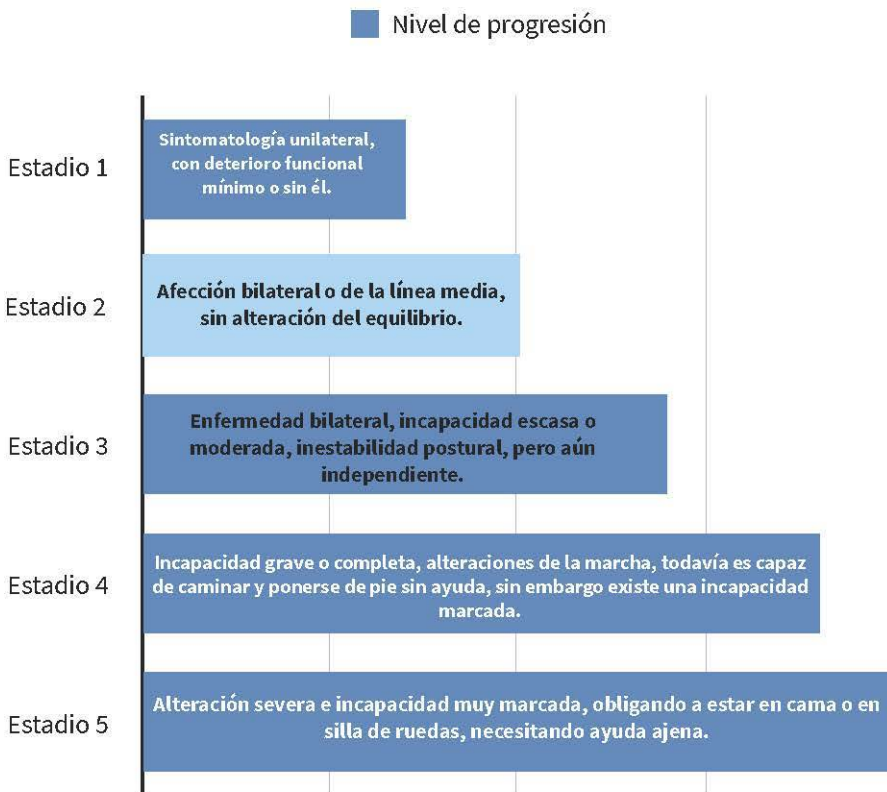 Nivel de progresión
Estadio 1
Sintomatología unilateral,
con deterioro funcional
mínimo o sin él.
Estadio 2
Afección bilateral o de la línea media,
sin alteración del equilibrio.
Estadio 3
Enfermedad bilateral, incapacidad escasa o
moderada, inestabilidad postural, pero aún
independiente.
Estadio 4
Incapacidad grave o completa, alteraciones de la marcha, todavía es capaz
de caminar y ponerse de pie sin ayuda, sin embargo existe una incapacidad
marcada.
Estadio 5
Alteración severa e incapacidad muy marcada, obligando a estar en cama o en
silla de ruedas, necesitando ayuda ajena.